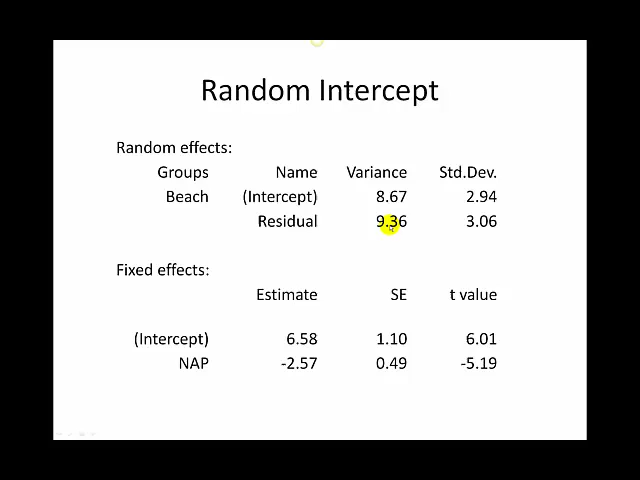 Random Intercept
Random effects:
Groups Name Variance Std.Dev.
Beach (Intercept) 8.67 2.94
Residual 9.36 3.06
Fixed effects:
Estimate SE t value
(Intercept) 6.58 1.10 6.01
NAP -2.57 0.49 -5.19